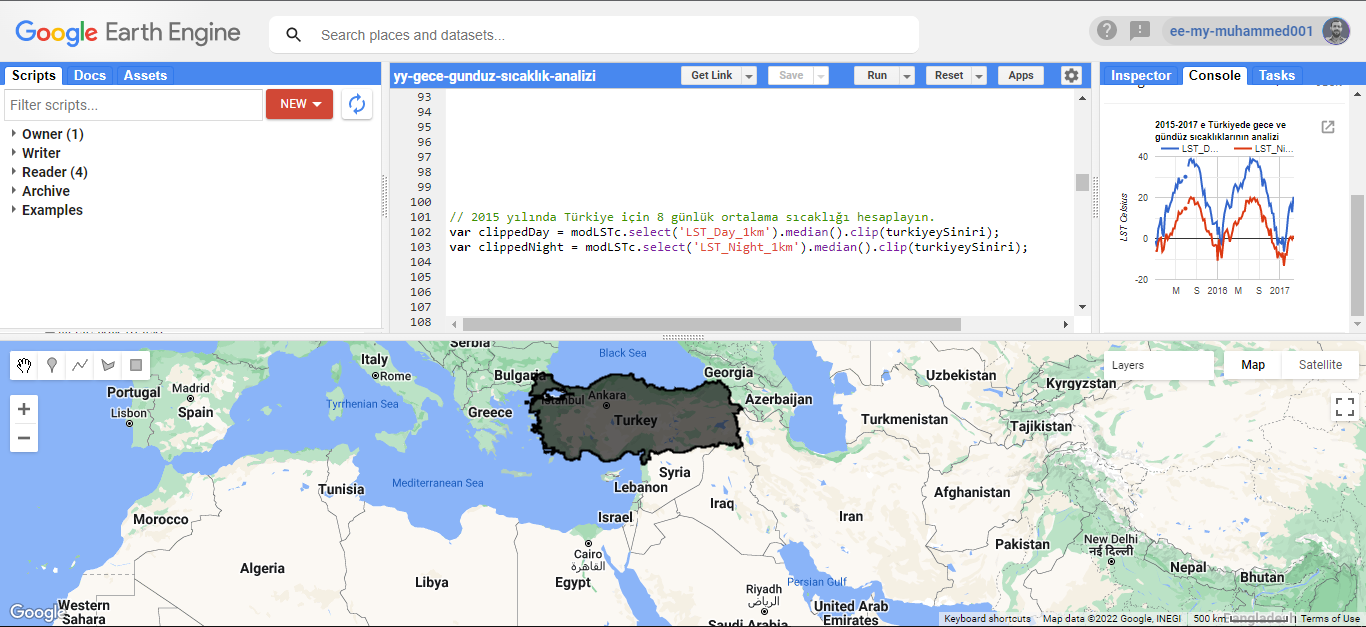 Google Earth Engine
Search places and datasets...
ee-my-muhammed001
Scripts
Docs
Assets
Filter scripts...
NEW
Owner (1)
Writer
Reader (4)
Archive
Examples
yy-gece-gunduz-sıcaklık-analizi
Get Link
Save
Run
Reset
Apps
93
94
95
96
97
98
99
100
101 // 2015 yılında Türkiye için 8 günlük ortalama sıcaklığı hesaplayın.
102 var clippedDay = modLSTc.select('LST_Day_1km').median().clip(turkiyeySiniri);
103 var clippedNight = modLSTc.select('LST_Night_1km').median().clip(turkiyeySiniri);
104
105
106
107
108
Inspector
Console
Tasks
2015-2017 e Türkiyede gece ve
gündüz sıcaklıklarının analizi
LST_D... LST_Ni...
LST Celsius
40
20
0
-20
M S 2016 M S 2017
Layers
Map
Satellite
Serbia
Black Sea
Italy
Rome
Bulgaria
Georgia
Uzbekistan
Kyrgyzstan
Portugal
Madrid
Spain
Lisbon
Tyrrhenian Sea
Greece
Istanbul
Ankara
Turkey
Azerbaijan
Turkmenistan
Tajikistan
Tunisia
Mediterranean Sea
Syria
Lebanon
Iraq
Israel
Iran
Afghanistan
Morocco
Algeria
Libya
Cairo
القاهرة
Egypt
Pakistan
New Delhi
नई दिल्ली
Nepal
Bhutan
Persian Gulf
Riyadh
الرياض
Western
Sahara
Saudi Arabia
United Arab
Emirates
Bangladesh
Google
Keyboard shortcuts
Map data ©2022 Google, INEGI
500 km
Terms of Use